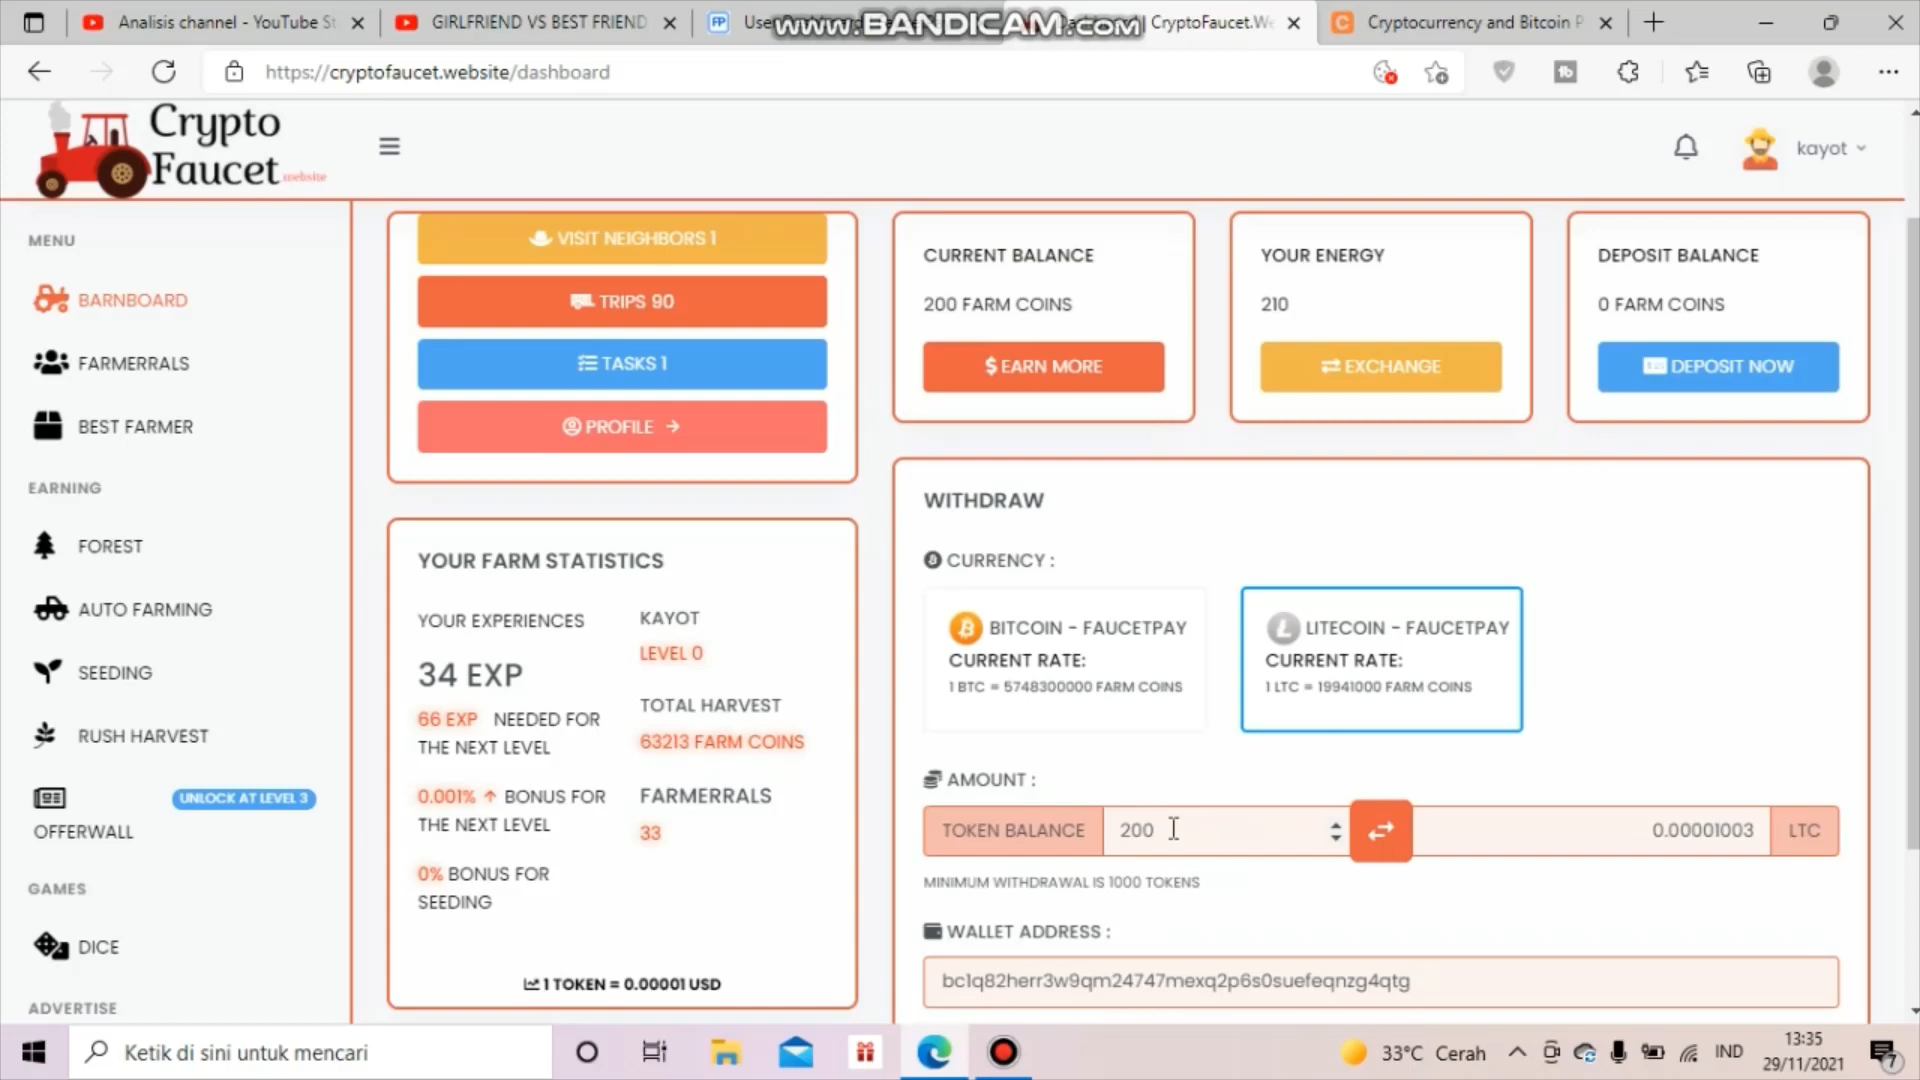 Analisis channel - YouTube St
GIRLFRIEND VS BEST FRIEND
www.BANDICAM.com
CryptoFaucet.We
Cryptocurrency and Bitcoin P
https://cryptofaucet.website/dashboard
Crypto
Faucet.website
kayot
MENU
BARNBOARD
FARMERRALS
BEST FARMER
EARNING
FOREST
AUTO FARMING
SEEDING
RUSH HARVEST
UNLOCK AT LEVEL 3
OFFERWALL
GAMES
DICE
ADVERTISE
VISIT NEIGHBORS 1
TRIPS 90
TASKS 1
PROFILE →
YOUR FARM STATISTICS
YOUR EXPERIENCES
34 EXP
66 EXP NEEDED FOR
THE NEXT LEVEL
0.001% ↑ BONUS FOR
THE NEXT LEVEL
0% BONUS FOR
SEEDING
KAYOT
LEVEL 0
TOTAL HARVEST
63213 FARM COINS
FARMERRALS
33
1 TOKEN = 0.00001 USD
CURRENT BALANCE
200 FARM COINS
$ EARN MORE
YOUR ENERGY
210
EXCHANGE
DEPOSIT BALANCE
0 FARM COINS
DEPOSIT NOW
WITHDRAW
CURRENCY :
BITCOIN - FAUCETPAY
CURRENT RATE:
1 BTC = 5748300000 FARM COINS
LITECOIN - FAUCETPAY
CURRENT RATE:
1 LTC = 19941000 FARM COINS
AMOUNT :
TOKEN BALANCE 200 0.00001003 LTC
MINIMUM WITHDRAWAL IS 1000 TOKENS
WALLET ADDRESS :
bc1q82herr3w9qm24747mexq2p6s0suefeqnzg4qtg
Ketik di sini untuk mencari
33°C Cerah
IND
13:35
29/11/2021
7